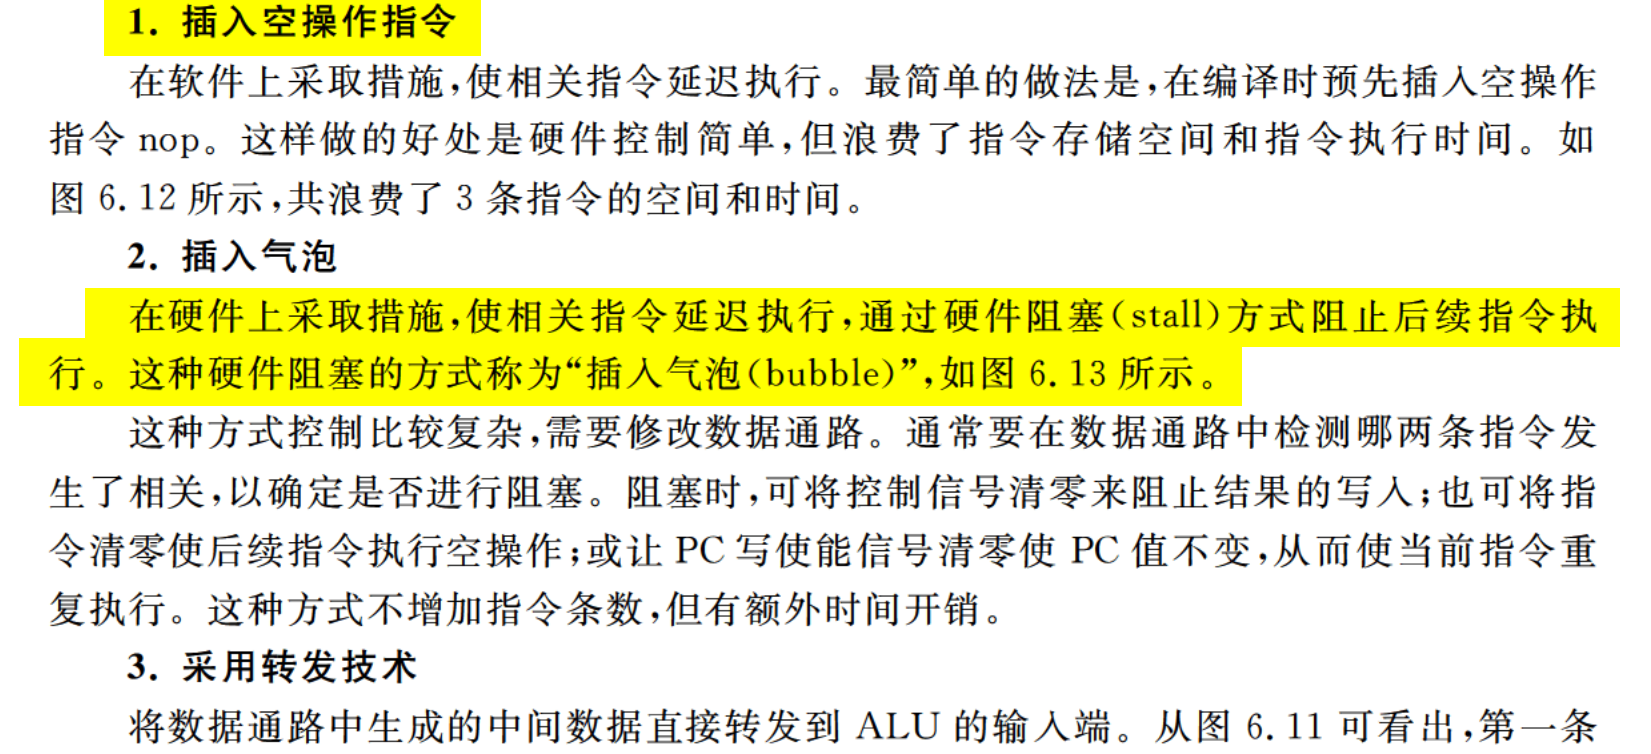 1. 插入空操作指令
在软件上采取措施,使相关指令延迟执行。最简单的做法是,在编译时预先插入空操作
指令 nop。这样做的好处是硬件控制简单,但浪费了指令存储空间和指令执行时间。如
图 6.12 所示,共浪费了 3 条指令的空间和时间。
2. 插入气泡
在硬件上采取措施,使相关指令延迟执行,通过硬件阻塞(stall)方式阻止后续指令执
行。这种硬件阻塞的方式称为“插入气泡(bubble)”,如图 6.13 所示。
这种方式控制比较复杂,需要修改数据通路。通常要在数据通路中检测哪两条指令发
生了相关,以确定是否进行阻塞。阻塞时,可将控制信号清零来阻止结果的写入;也可将指
令清零使后续指令执行空操作;或让 PC 写使能信号清零使 PC 值不变,从而使当前指令重
复执行。这种方式不增加指令条数,但有额外时间开销。
3. 采用转发技术
将数据通路中生成的中间数据直接转发到 ALU 的输入端。从图 6.11 可看出,第一条